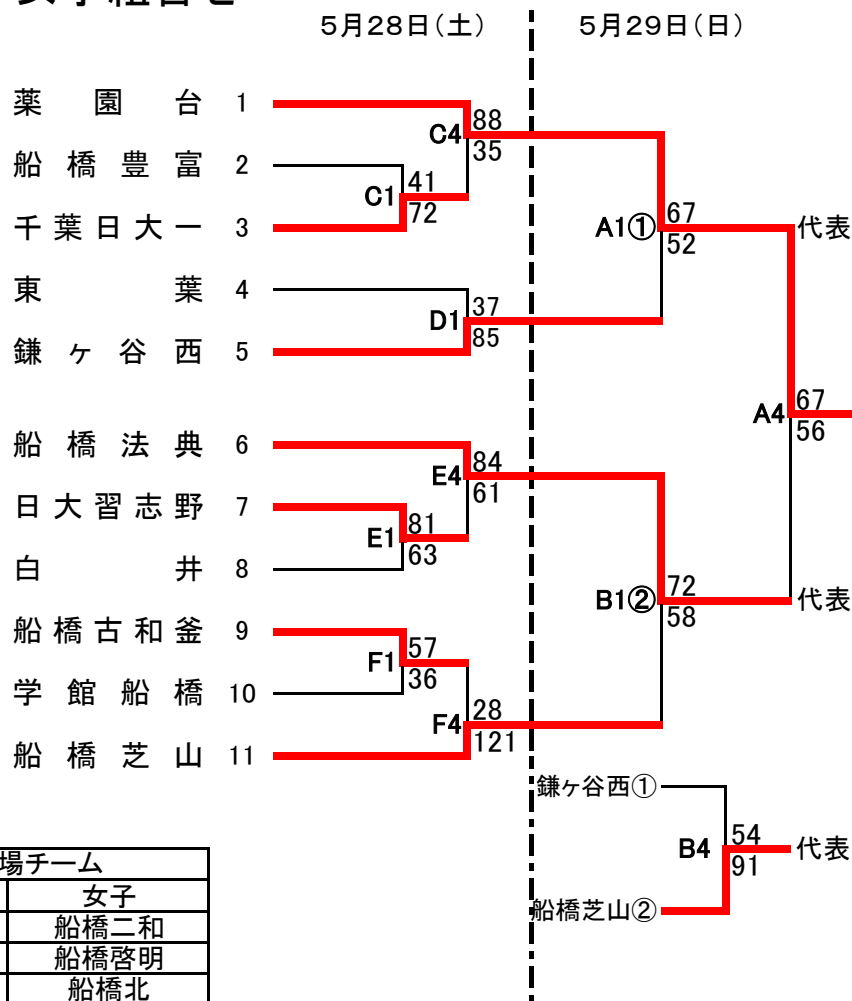 5月28日(土) 5月29日(日)
薬園台 1
船橋豊富 2
千葉日大一 3
東葉 4
鎌ヶ谷西 5
船橋法典 6
日大習志野 7
白井 8
船橋古和釜 9
学館船橋 10
船橋芝山 11
C4 88
35
C1 41
72
D1 37
85
E4 84
61
E1 81
63
F1 57
36
F4 28
121
A1① 67
52
代表
B1② 72
58
代表
A4 67
56
鎌ヶ谷西①
B4 54
91
代表
船橋芝山②
場チーム
女子
船橋二和
船橋啓明
船橋北